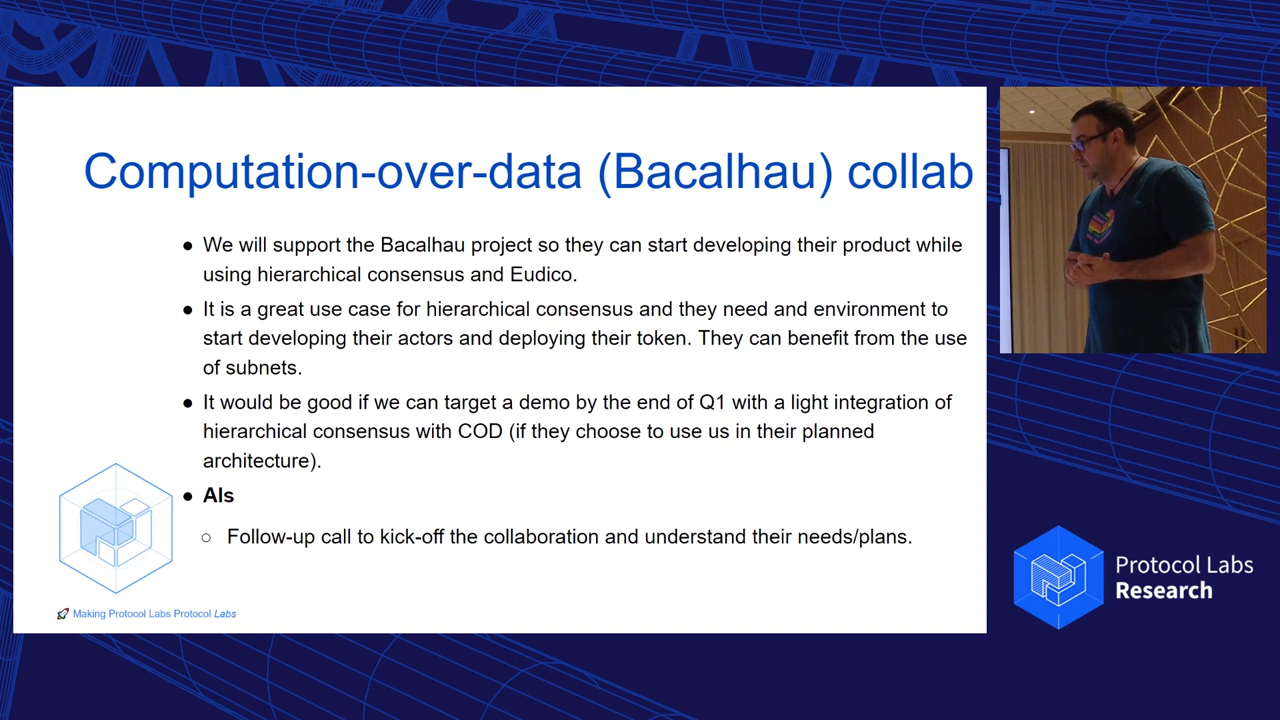 Computation-over-data (Bacalhau) collab
● We will support the Bacalhau project so they can start developing their product while
using hierarchical consensus and Eudico.
● It is a great use case for hierarchical consensus and they need and environment to
start developing their actors and deploying their token. They can benefit from the use
of subnets.
● It would be good if we can target a demo by the end of Q1 with a light integration of
hierarchical consensus with COD (if they choose to use us in their planned
architecture).
● AIs
○ Follow-up call to kick-off the collaboration and understand their needs/plans.
🚀 Making Protocol Labs Protocol Labs
Protocol Labs
Research